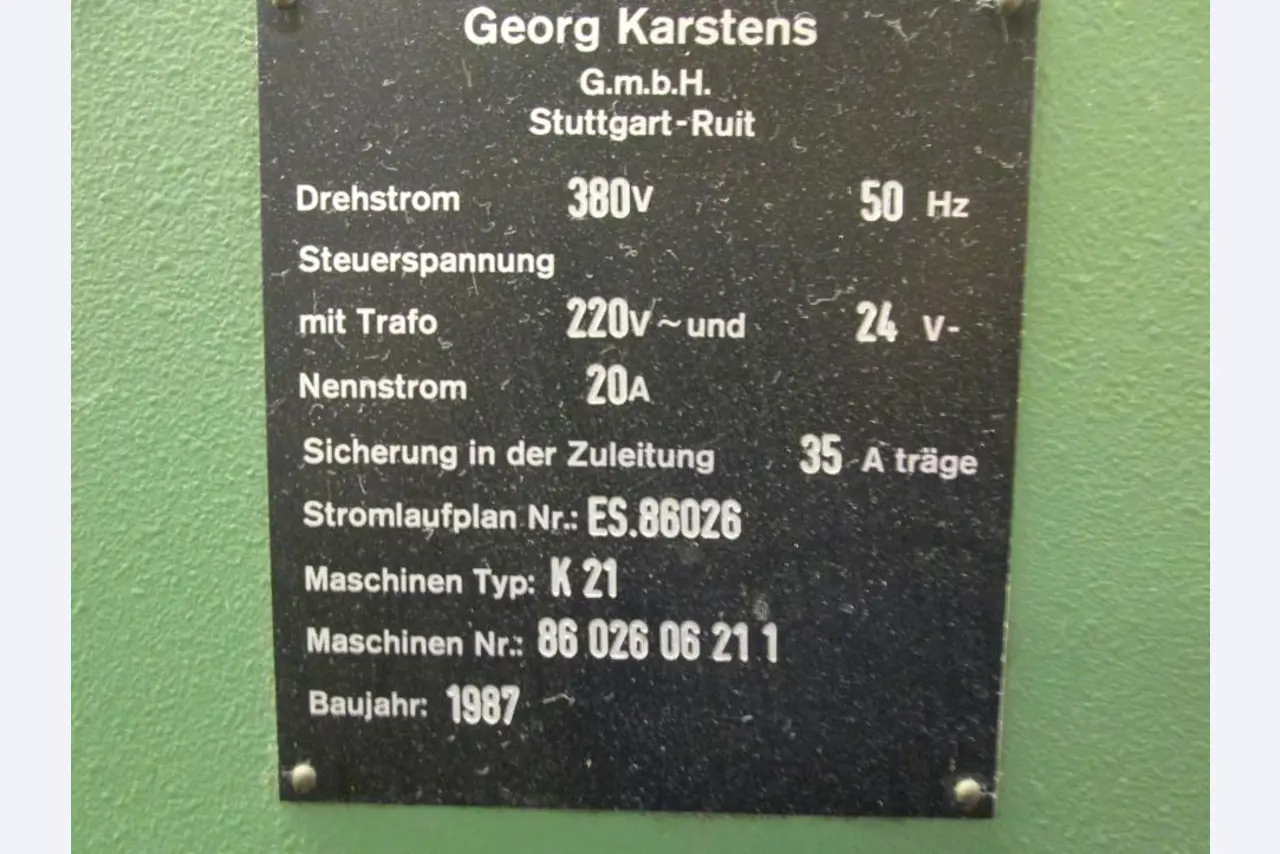 Georg Karstens
G.m.b.H.
Stuttgart-Ruit
Drehstrom 380V 50 Hz
Steuerspannung
mit Trafo 220V ~ und 24 V-
Nennstrom 20A
Sicherung in der Zuleitung 35 A träge
Stromlaufplan Nr.: ES.86026
Maschinen Typ: K 21
Maschinen Nr.: 86 026 06 21 1
Baujahr: 1987